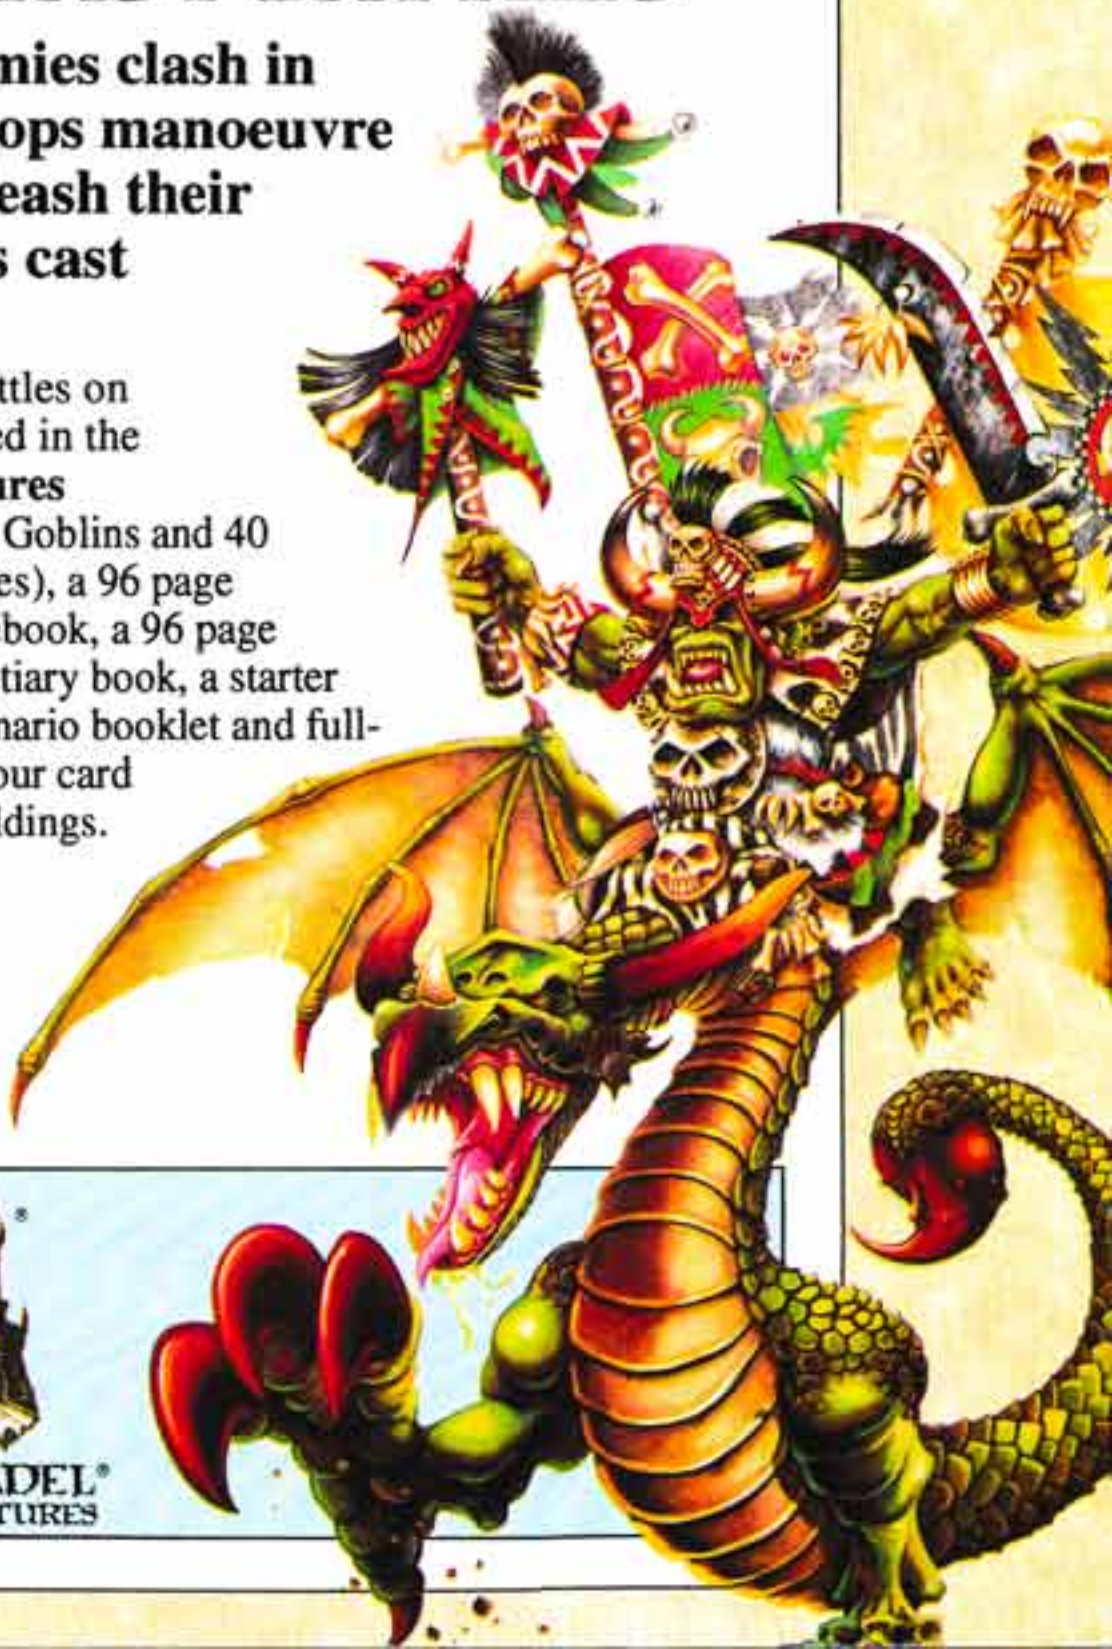 mies clash in
ops manoeuvre
eash their
s cast
ttles on
ed in the
ures
Goblins and 40
es), a 96 page
book, a 96 page
tiary book, a starter
nario booklet and full-
our card
ldings.
®
ADEL®
TURES